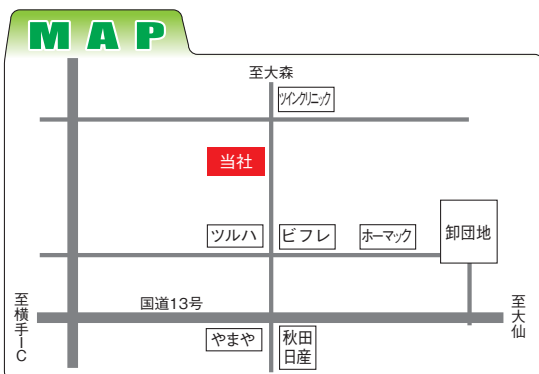 MAP
至大森
ツインクリニック
当社
ツルハ
ビフレ
ホーマック
卸団地
至横手IC
国道13号
至大仙
やまや
秋田
日産